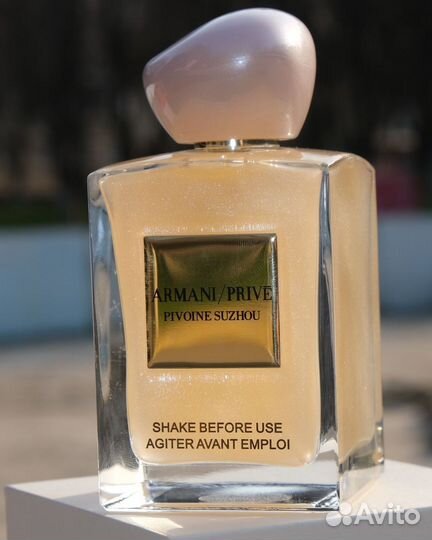 ARMANI/PRIVE
PIVOINE SUZHOU
SHAKE BEFORE USE
AGITER AVANT EMPLOI
Avito